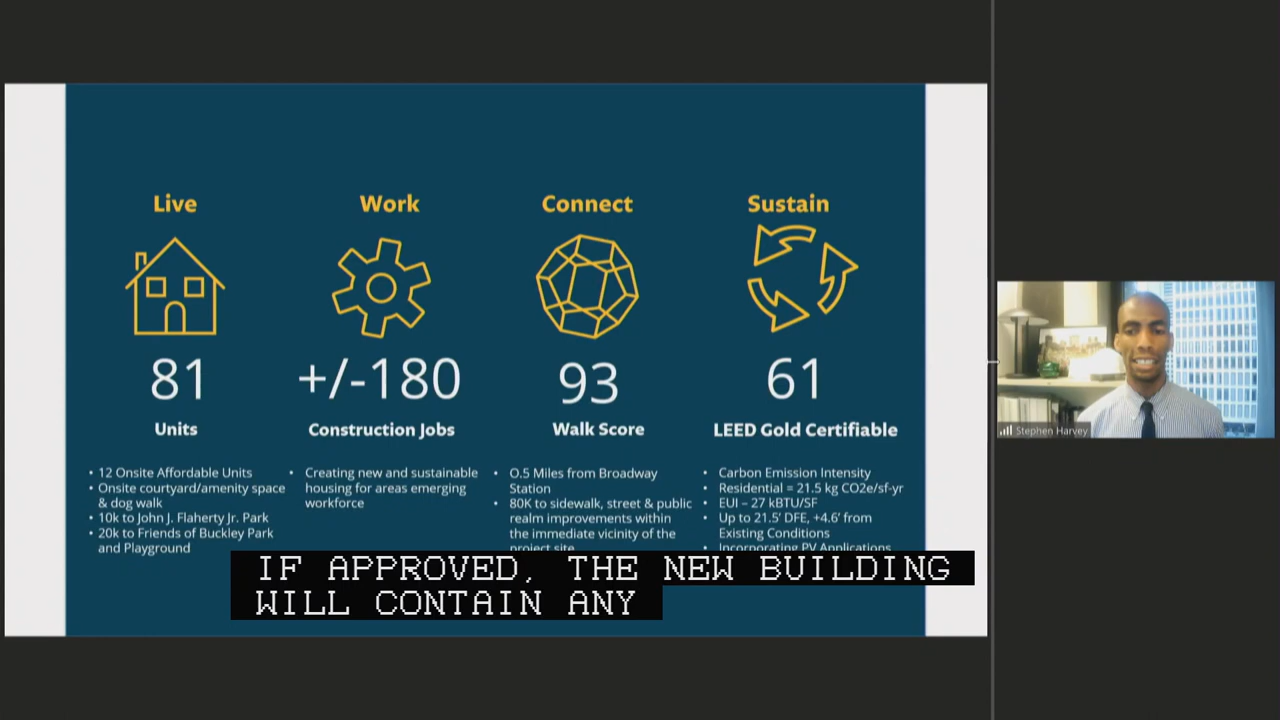 Live
Work
Connect
Sustain
81
+/-180
93
61
Units
Construction Jobs
Walk Score
LEED Gold Certifiable
• 12 Onsite Affordable Units
• Onsite courtyard/amenity space
& dog walk
• 10k to John J. Flaherty Jr. Park
• 20k to Friends of Buckley Park
and Playground
• Creating new and sustainable
housing for areas emerging
workforce
• O.5 Miles from Broadway
Station
• 80K to sidewalk, street & public
realm improvements within
the immediate vicinity of the
project site
• Carbon Emission Intensity
• Residential = 21.5 kg CO2e/sf-yr
• EUI – 27 kBTU/SF
• Up to 21.5’ DFE, +4.6’ from
Existing Conditions
• Incorporating PV Applications
IF APPROVED, THE NEW BUILDING
WILL CONTAIN ANY
Stephen Harvey